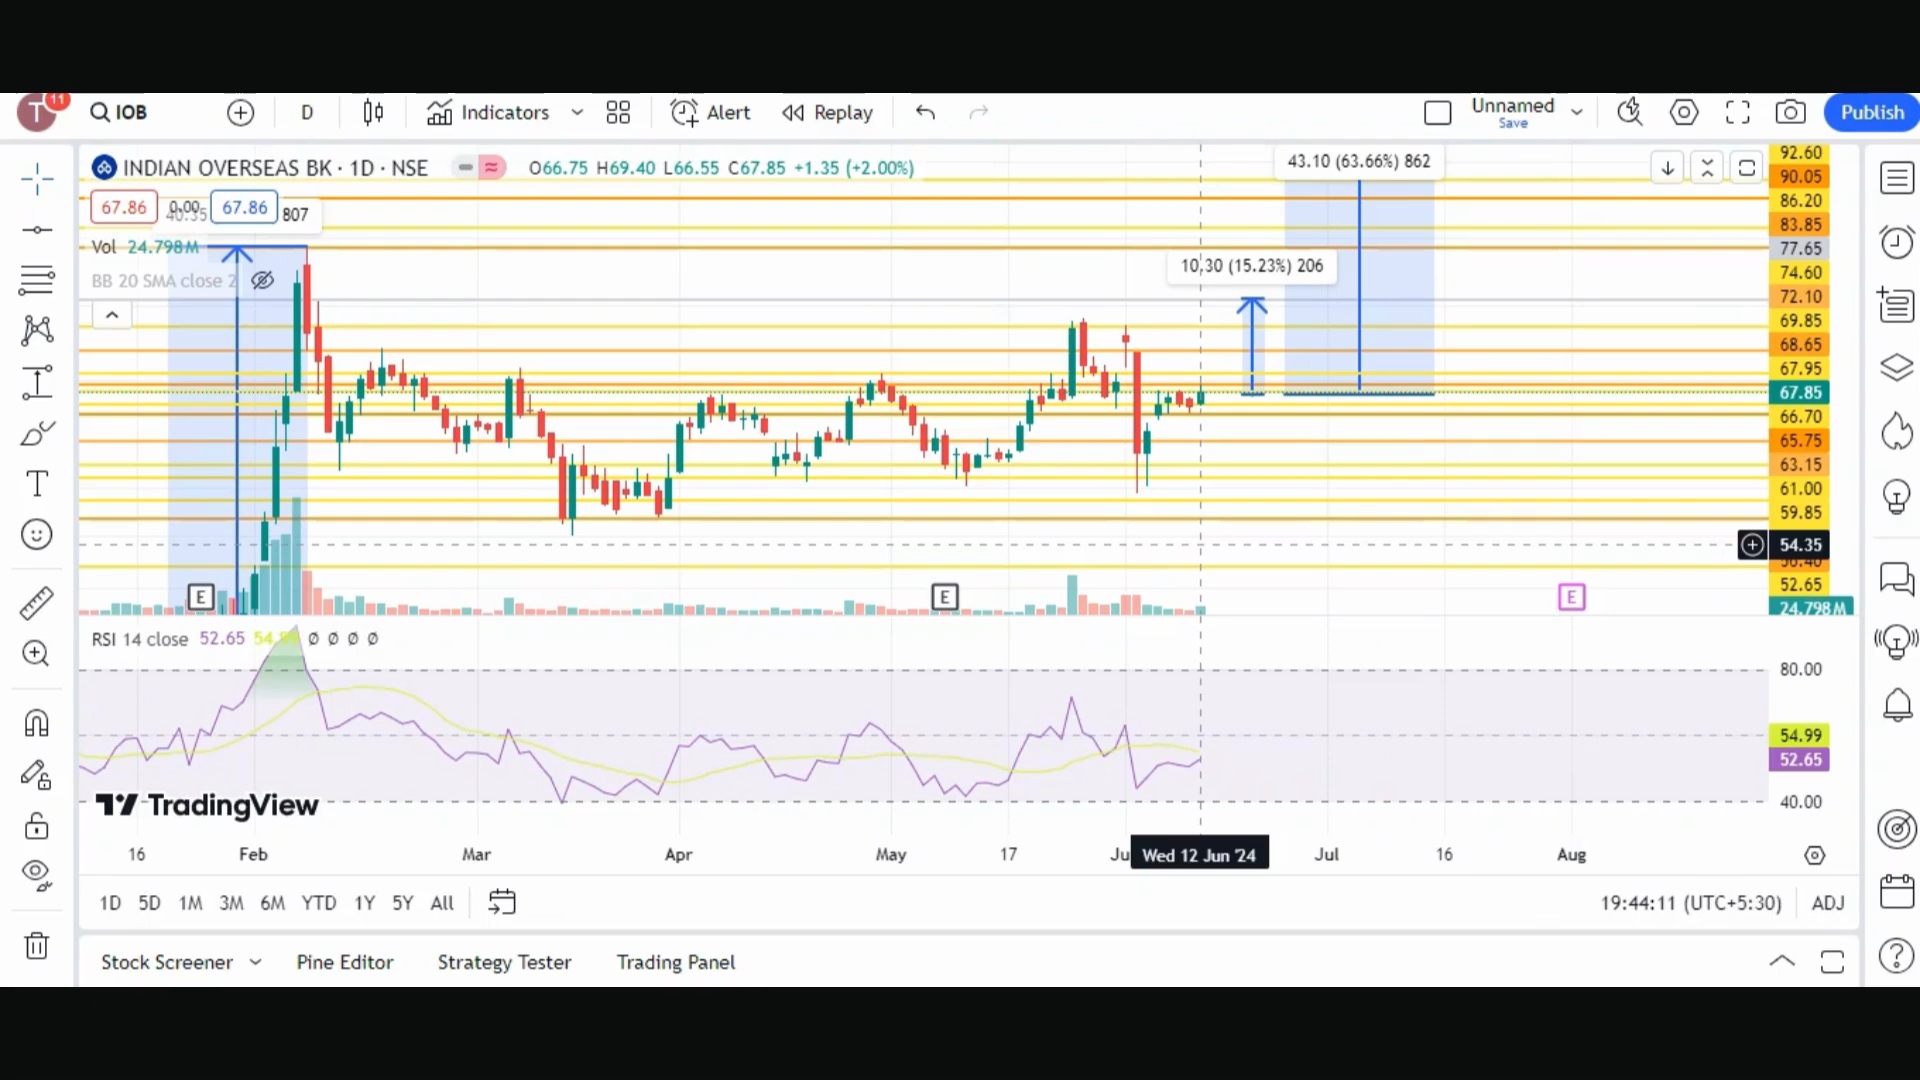 T 11 IOB D Indicators Alert Replay Unnamed Save Publish
INDIAN OVERSEAS BK · 1D · NSE O66.75 H69.40 L66.55 C67.85 +1.35 (+2.00%)
43.10 (63.66%) 862
67.86 0.00 67.86 807
40.35
Vol 24.798M
BB 20 SMA close 2
10.30 (15.23%) 206
92.60
90.05
86.20
83.85
77.65
74.60
72.10
69.85
68.65
67.95
67.85
66.70
65.75
63.15
61.00
59.85
54.35
56.40
52.65
24.798M
E E E
RSI 14 close 52.65 Ø Ø Ø Ø
80.00
54.99
52.65
40.00
TradingView
16 Feb Mar Apr May 17 Wed 12 Jun '24 Jul 16 Aug
1D 5D 1M 3M 6M YTD 1Y 5Y All 19:44:11 (UTC+5:30) ADJ
Stock Screener Pine Editor Strategy Tester Trading Panel